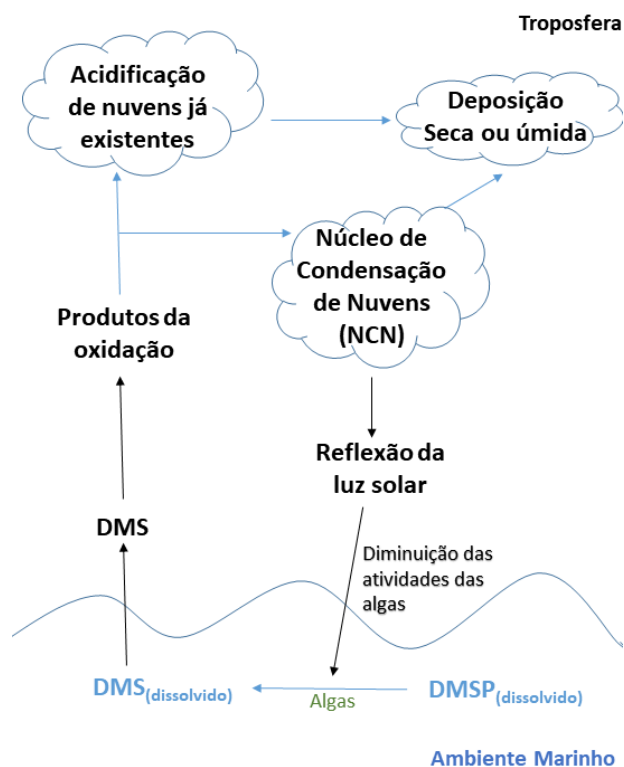 Troposfera
Acidificação
de nuvens já
existentes
Deposição
Seca ou úmida
Núcleo de
Condensação
de Nuvens
(NCN)
Produtos da
oxidação
Reflexão da
luz solar
DMS
Diminuição das
atividades das
algas
DMS(dissolvido)
Algas
DMSP(dissolvido)
Ambiente Marinho